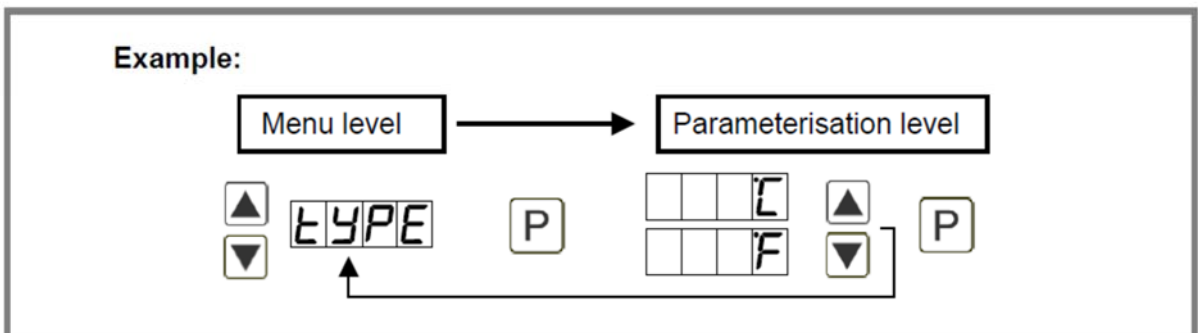 Example:
Menu level
Parameterisation level
tYPE
P
°C
°F
P